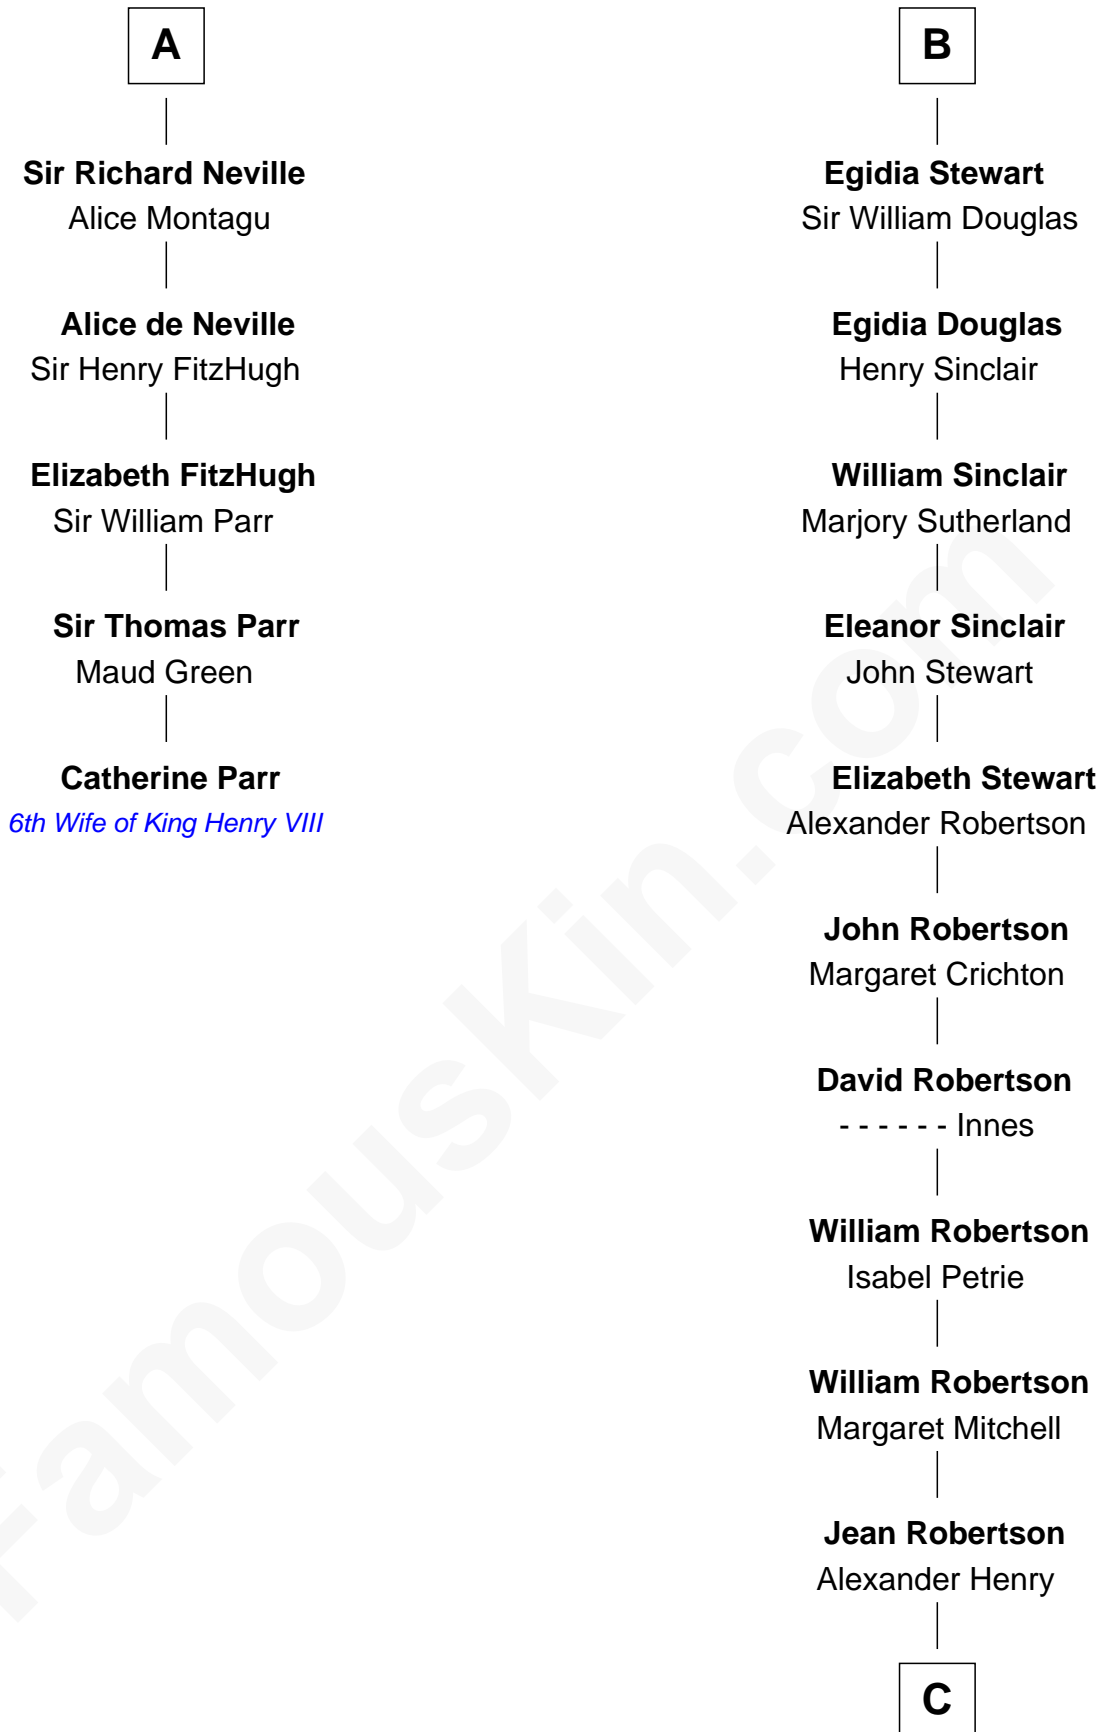 A
Sir Richard Neville
Alice Montagu
Alice de Neville
Sir Henry FitzHugh
Elizabeth FitzHugh
Sir William Parr
Sir Thomas Parr
Maud Green
Catherine Parr
6th Wife of King Henry VIII
B
Egidia Stewart
Sir William Douglas
Egidia Douglas
Henry Sinclair
William Sinclair
Marjory Sutherland
Eleanor Sinclair
John Stewart
Elizabeth Stewart
Alexander Robertson
John Robertson
Margaret Crichton
David Robertson
- - - - - - Innes
William Robertson
Isabel Petrie
William Robertson
Margaret Mitchell
Jean Robertson
Alexander Henry
C
FamousKin.com